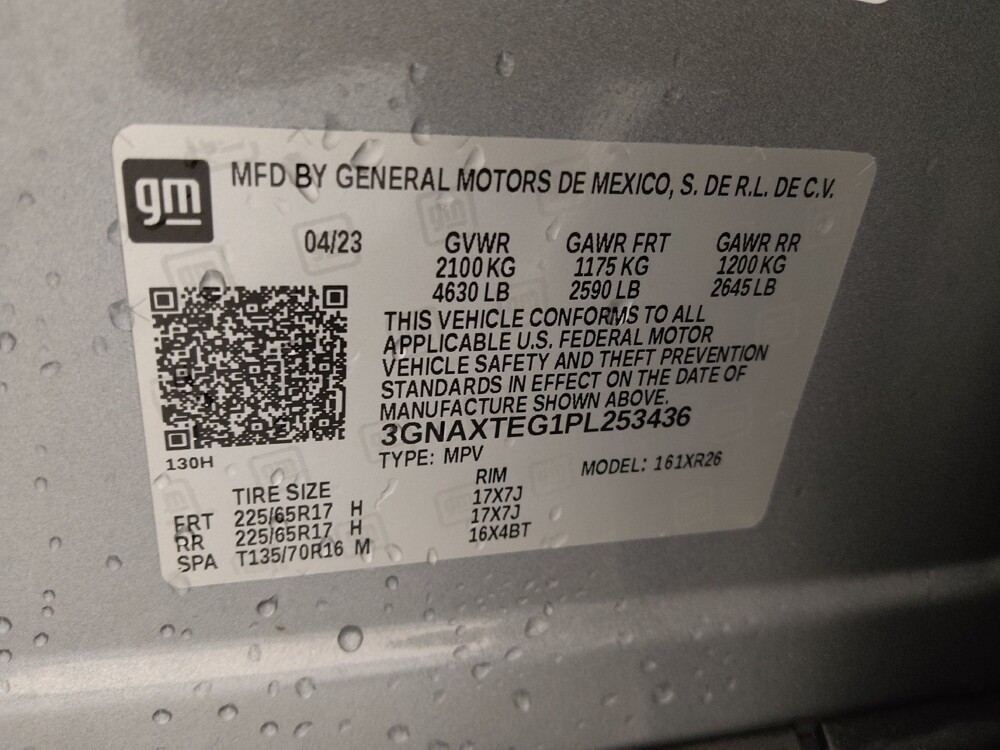 gm
MFD BY GENERAL MOTORS DE MEXICO, S. DE R.L. DE C.V.
04/23 GVWR GAWR FRT GAWR RR
2100 KG 1175 KG 1200 KG
4630 LB 2590 LB 2645 LB
THIS VEHICLE CONFORMS TO ALL
APPLICABLE U.S. FEDERAL MOTOR
VEHICLE SAFETY AND THEFT PREVENTION
STANDARDS IN EFFECT ON THE DATE OF
MANUFACTURE SHOWN ABOVE.
3GNAXTEG1PL253436
130H
TYPE: MPV MODEL: 161XR26
TIRE SIZE RIM
FRT 225/65R17 H 17X7J
RR 225/65R17 H 17X7J
SPA T135/70R16 M 16X4BT